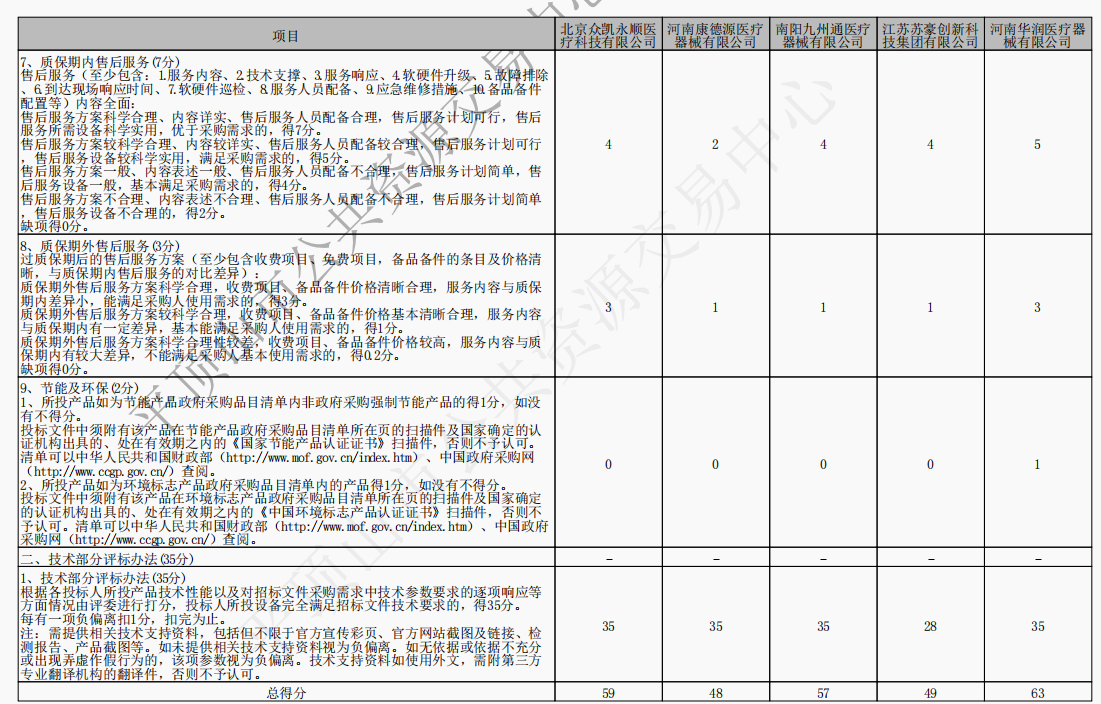 项目
北京众凯永顺医
疗科技有限公司
河南康德源医疗
器械有限公司
南阳九州通医疗
器械有限公司
江苏苏豪创新科
技集团有限公司
河南华润医疗器
械有限公司
7、质保期内售后服务(7分)
售后服务（至少包含：1.服务内容、2.技术支撑、3.服务响应、4.软硬件升级、5.故障排除
、6.到达现场响应时间、7.软硬件巡检、8.服务人员配备、9.应急维修措施、10.备品备件
配置等）内容全面：
售后服务方案科学合理、内容详实、售后服务人员配备合理，售后服务计划可行，售后
服务所需设备科学实用，优于采购需求的，得7分。
售后服务方案较科学合理、内容较详实、售后服务人员配备较合理，售后服务计划可行
，售后服务设备较科学实用，满足采购需求的，得5分。
售后服务方案一般、内容表述一般、售后服务人员配备不合理，售后服务计划简单，售
后服务设备一般，基本满足采购需求的，得4分。
售后服务方案不合理、内容表述不合理、售后服务人员配备不合理，售后服务计划简单
，售后服务设备不合理的，得2分。
缺项得0分。
4 2 4 4 5
8、质保期外售后服务(3分)
过质保期后的售后服务方案（至少包含收费项目、免费项目，备品备件的条目及价格清
晰，与质保期内售后服务的对比差异）：
质保期外售后服务方案科学合理，收费项目、备品备件价格清晰合理，服务内容与质保
期内差异小，能满足采购人使用需求的，得3分。
质保期外售后服务方案较科学合理，收费项目、备品备件价格基本清晰合理，服务内容
与质保期内有一定差异，基本能满足采购人使用需求的，得1分。
质保期外售后服务方案科学合理性较差，收费项目、备品备件价格较高，服务内容与质
保期内有较大差异，不能满足采购人基本使用需求的，得0.2分。
缺项得0分。
3 1 1 1 3
9、节能及环保(2分)
1、所投产品如为节能产品政府采购品目清单内非政府采购强制节能产品的得1分，如没
有不得分。
投标文件中须附有该产品在节能产品政府采购品目清单所在页的扫描件及国家确定的认
证机构出具的、处在有效期之内的《国家节能产品认证证书》扫描件，否则不予认可。
清单可以中华人民共和国财政部（http://www.mof.gov.cn/index.htm）、中国政府采购网
（http://www.ccgp.gov.cn/）查阅。
2、所投产品如为环境标志产品政府采购品目清单内的产品得1分，如没有不得分。
投标文件中须附有该产品在环境标志产品政府采购品目清单所在页的扫描件及国家确定
的认证机构出具的、处在有效期之内的《中国环境标志产品认证证书》扫描件，否则不
予认可。清单可以中华人民共和国财政部（http://www.mof.gov.cn/index.htm）、中国政府
采购网（http://www.ccgp.gov.cn/）查阅。
0 0 0 0 1
二、技术部分评标办法(35分)
- - - - -
1、技术部分评标办法(35分)
根据各投标人所投产品技术性能以及对招标文件采购需求中技术参数要求的逐项响应等
方面情况由评委进行打分，投标人所投设备完全满足招标文件技术要求的，得35分。
每有一项负偏离扣1分，扣完为止。
注：需提供相关技术支持资料，包括但不限于官方宣传彩页、官方网站截图及链接、检
测报告、产品截图等。如未提供相关技术支持资料视为负偏离。如无依据或依据不充分
或出现弄虚作假行为的，该项参数视为负偏离。技术支持资料如使用外文，需附第三方
专业翻译机构的翻译件，否则不予认可。
35 35 35 28 35
总得分 59 48 57 49 63
平顶山市公共资源交易中心
平顶山市公共资源交易中心